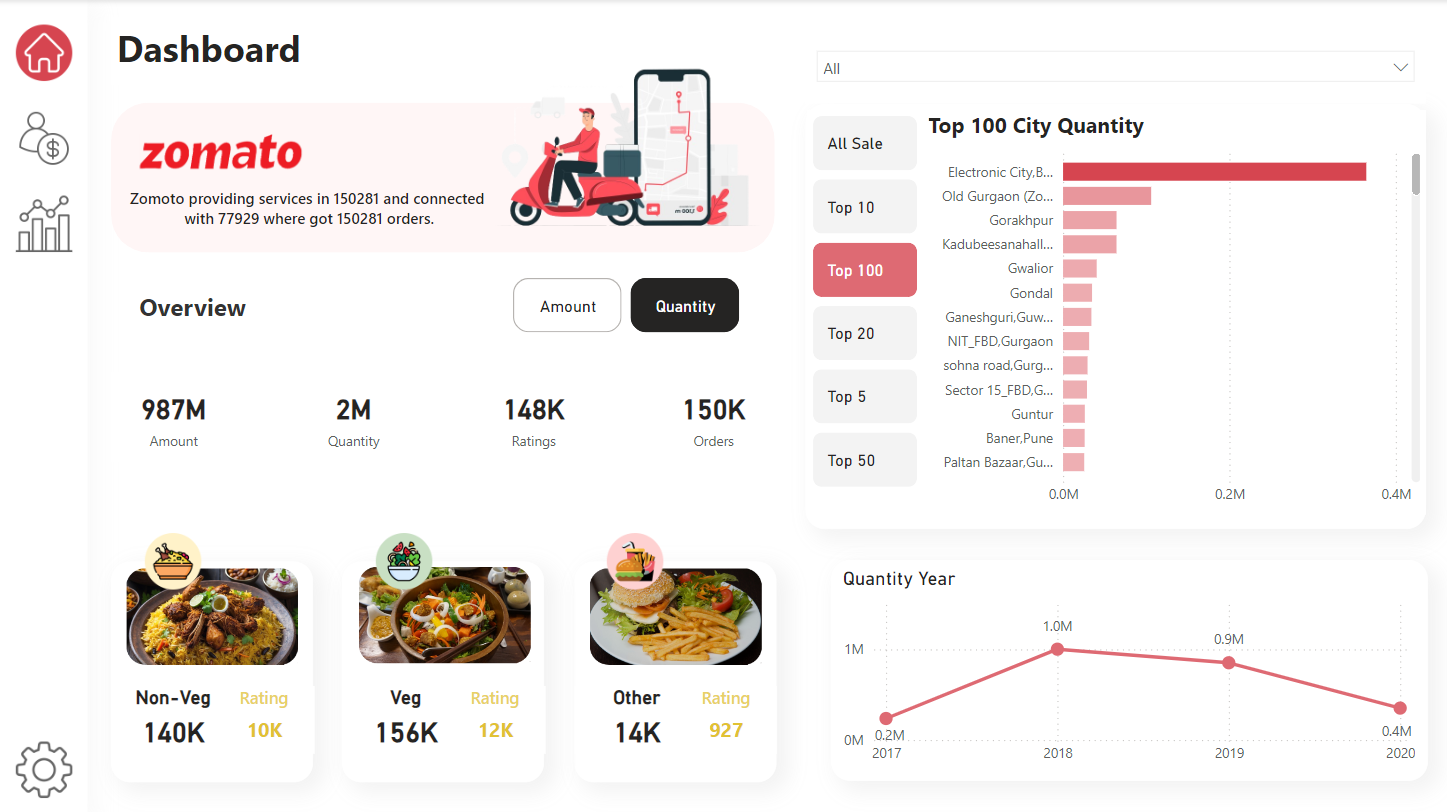 Dashboard
All
zomato
Zomoto providing services in 150281 and connected
with 77929 where got 150281 orders.
Overview
Amount
Quantity
987M
Amount
2M
Quantity
148K
Ratings
150K
Orders
All Sale
Top 10
Top 100
Top 20
Top 5
Top 50
Top 100 City Quantity
Electronic City,B...
Old Gurgaon (Zo...
Gorakhpur
Kadubeesanahall...
Gwalior
Gondal
Ganeshguri,Guw...
NIT_FBD,Gurgaon
sohna road,Gurg...
Sector 15_FBD,G...
Guntur
Baner,Pune
Paltan Bazaar,Gu...
0.0M 0.2M 0.4M
Non-Veg Rating
140K 10K
Veg Rating
156K 12K
Other Rating
14K 927
Quantity Year
1.0M
0.9M
1M
0.2M
0.4M
0M
2017 2018 2019 2020